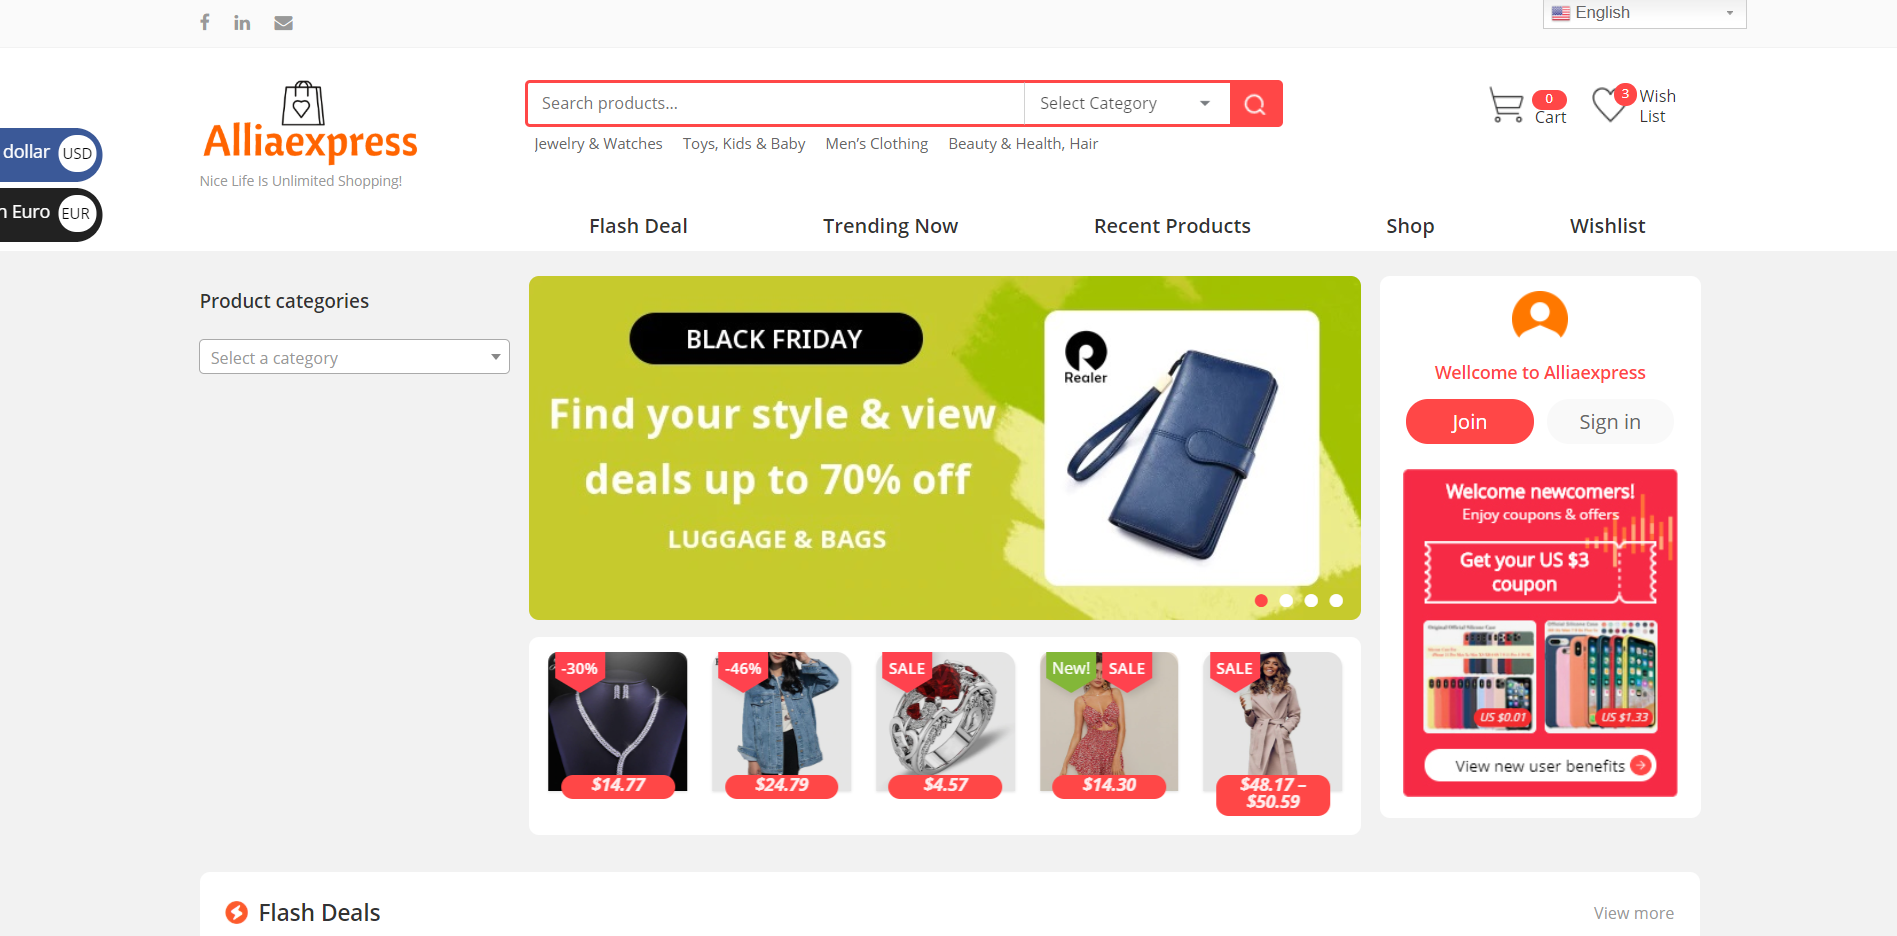 English
Alliaexpress
Nice Life Is Unlimited Shopping!
Search products...
Select Category
0
Cart
3
Wish
List
Jewelry & Watches
Toys, Kids & Baby
Men's Clothing
Beauty & Health, Hair
dollar USD
Euro EUR
Flash Deal
Trending Now
Recent Products
Shop
Wishlist
Product categories
Select a category
BLACK FRIDAY
Find your style & view
deals up to 70% off
LUGGAGE & BAGS
Realer
Wellcome to Alliaexpress
Join
Sign in
Welcome newcomers!
Enjoy coupons & offers
Get your US $3
coupon
US $0.01
US $1.33
View new user benefits
-30%
$14.77
-46%
$24.79
SALE
$4.57
New!
SALE
$14.30
SALE
$48.17 –
$50.59
Flash Deals
View more